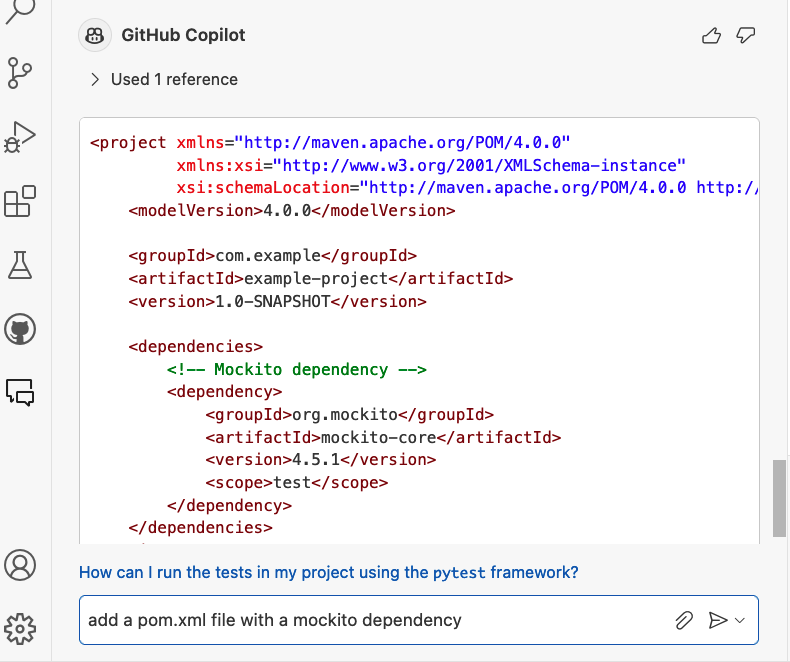 GitHub Copilot
Used 1 reference
<project xmlns="http://maven.apache.org/POM/4.0.0"
xmlns:xsi="http://www.w3.org/2001/XMLSchema-instance"
xsi:schemaLocation="http://maven.apache.org/POM/4.0.0 http:/
<modelVersion>4.0.0</modelVersion>
<groupId>com.example</groupId>
<artifactId>example-project</artifactId>
<version>1.0-SNAPSHOT</version>
<dependencies>
<!-- Mockito dependency -->
<dependency>
<groupId>org.mockito</groupId>
<artifactId>mockito-core</artifactId>
<version>4.5.1</version>
<scope>test</scope>
</dependency>
</dependencies>
How can I run the tests in my project using the pytest framework?
add a pom.xml file with a mockito dependency